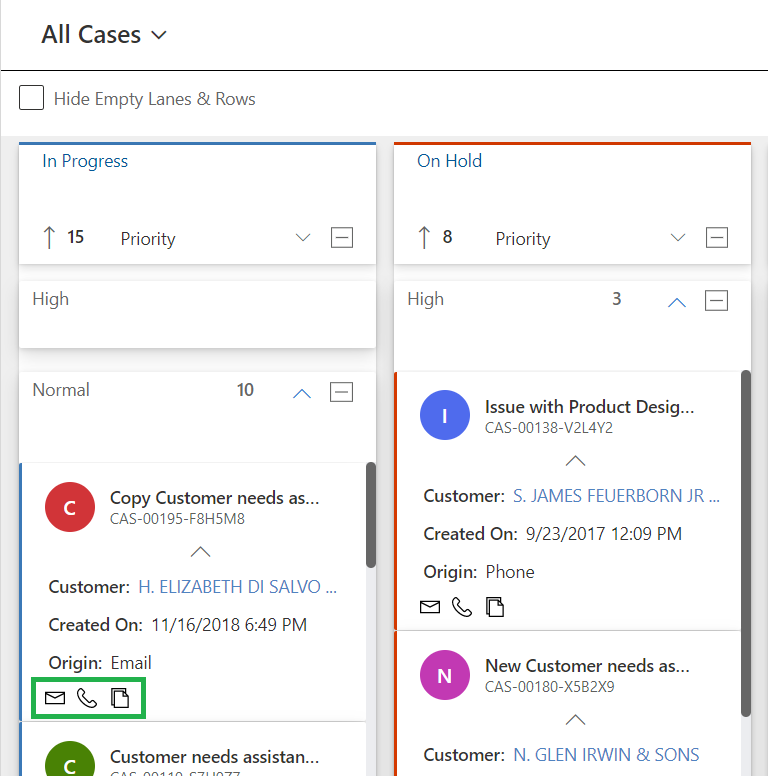 All Cases
Hide Empty Lanes & Rows
In Progress
15 Priority
High
Normal 10
C
Copy Customer needs as...
CAS-00195-F8H5M8
Customer: H. ELIZABETH DI SALVO ...
Created On: 11/16/2018 6:49 PM
Origin: Email
C
Customer needs assistan...
On Hold
8 Priority
High 3
I
Issue with Product Desig...
CAS-00138-V2L4Y2
Customer: S. JAMES FEUERBORN JR ...
Created On: 9/23/2017 12:09 PM
Origin: Phone
N
New Customer needs as...
CAS-00180-X5B2X9
Customer: N. GLEN IRWIN & SONS